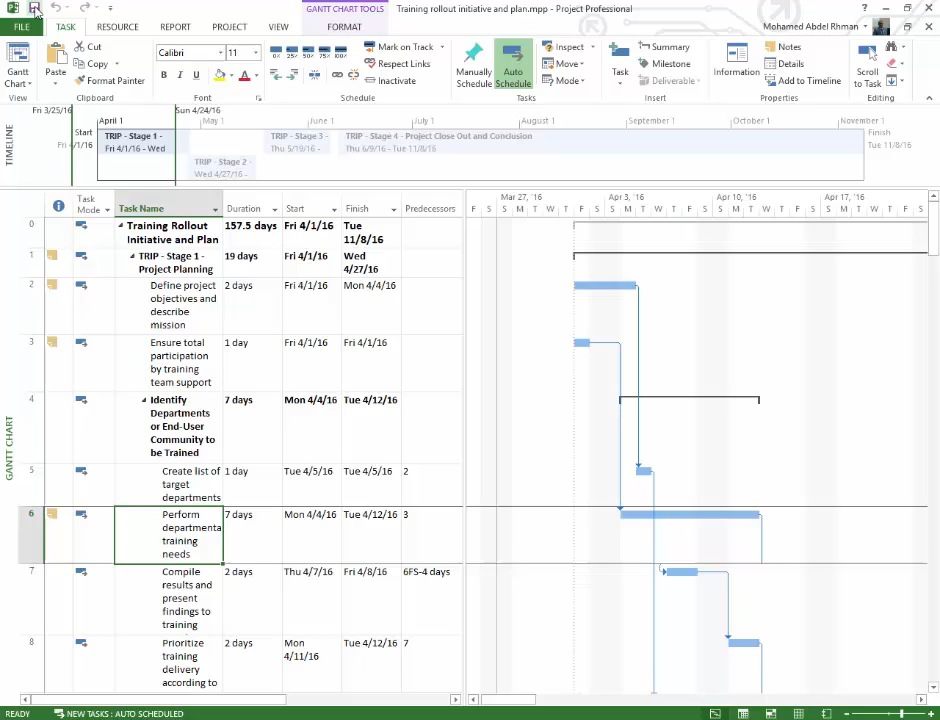 GANTT CHART TOOLS
Training rollout initiative and plan.mpp - Project Professional
FILE TASK RESOURCE REPORT PROJECT VIEW FORMAT
Mohamed Abdel Rhman
Gantt Chart
View
Paste
Cut
Copy
Format Painter
Clipboard
Calibri 11
B I U A
Font
0% 25% 50% 75% 100%
Mark on Track
Respect Links
Inactivate
Schedule
Manually Schedule
Auto Schedule
Inspect
Move
Mode
Tasks
Task
Summary
Milestone
Deliverable
Insert
Information
Notes
Details
Add to Timeline
Properties
Scroll to Task
Editing
TIMELINE
Fri 3/25/16 Sun 4/24/16
April 1 May 1 June 1 July 1 August 1 September 1 October 1 November 1
Start
Fri 4/1/16
TRIP - Stage 1 -
Fri 4/1/16 - Wed
TRIP - Stage 2 -
Wed 4/27/16 -
TRIP - Stage 3 -
Thu 5/19/16 -
TRIP - Stage 4 - Project Close Out and Conclusion
Thu 6/9/16 - Tue 11/8/16
Finish
Tue 11/8/16
GANTT CHART
Task Mode Task Name Duration Start Finish Predecessors
Mar 27, '16 Apr 3, '16 Apr 10, '16 Apr 17, '16
F S S M T W T F S S M T W T F S S M T W T F S S M T W T F S
0 Training Rollout Initiative and Plan 157.5 days Fri 4/1/16 Tue 11/8/16
1 TRIP - Stage 1 - Project Planning 19 days Fri 4/1/16 Wed 4/27/16
2 Define project objectives and describe mission 2 days Fri 4/1/16 Mon 4/4/16
3 Ensure total participation by training team support 1 day Fri 4/1/16 Fri 4/1/16
4 Identify Departments or End-User Community to be Trained 7 days Mon 4/4/16 Tue 4/12/16
5 Create list of target departments 1 day Tue 4/5/16 Tue 4/5/16 2
6 Perform departmenta training needs 7 days Mon 4/4/16 Tue 4/12/16 3
7 Compile results and present findings to training 2 days Thu 4/7/16 Fri 4/8/16 6FS-4 days
8 Prioritize training delivery according to 2 days Mon 4/11/16 Tue 4/12/16 7
READY NEW TASKS : AUTO SCHEDULED